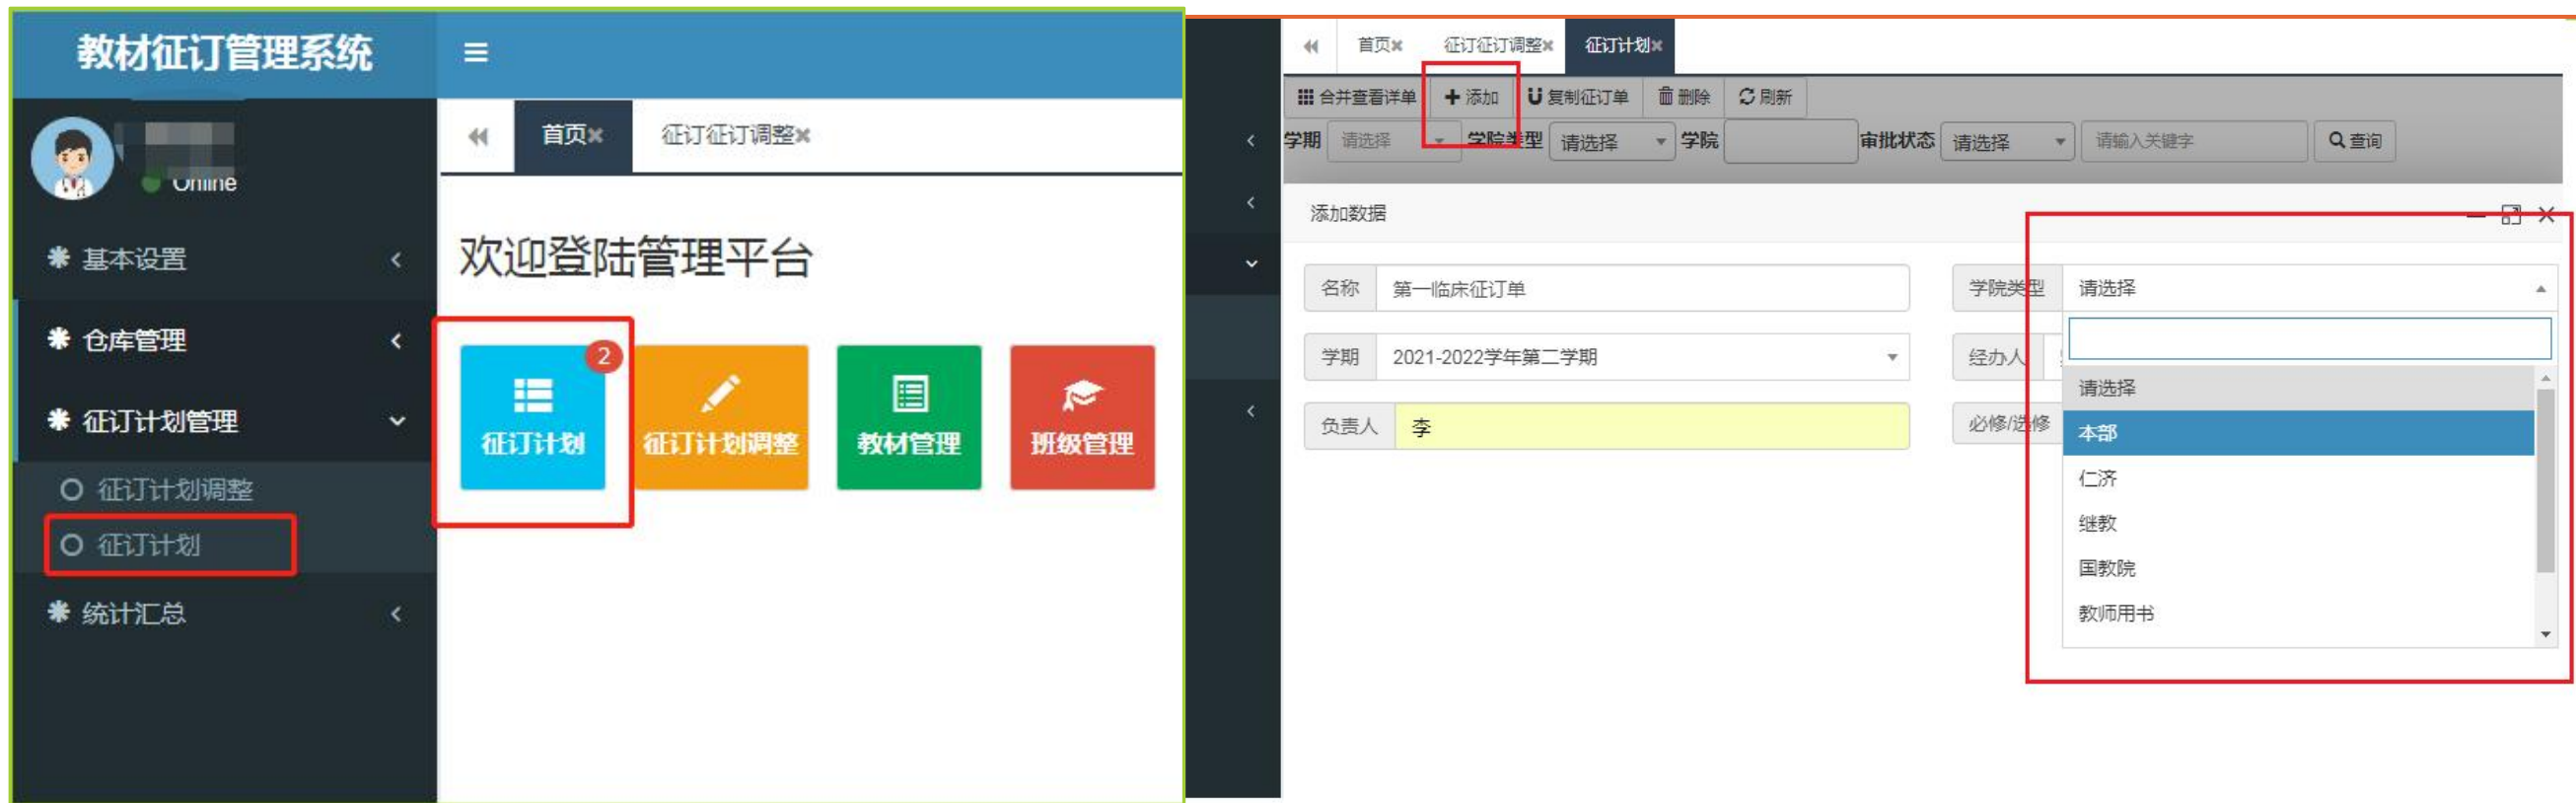 教材征订管理系统
首页 征订征订调整
Online
欢迎登陆管理平台
基本设置
仓库管理
征订计划管理
征订计划调整
征订计划
统计汇总
2
征订计划 征订计划调整 教材管理 班级管理
首页 征订征订调整 征订计划
合并查看详单 添加 复制征订单 删除 刷新
学期 请选择 学院类型 请选择 学院 审批状态 请选择 请输入关键字 查询
添加数据
名称 第一临床征订单 学院类型 请选择
学期 2021-2022学年第二学期 经办人
负责人 李 必修/选修
请选择
本部
仁济
继教
国教院
教师用书